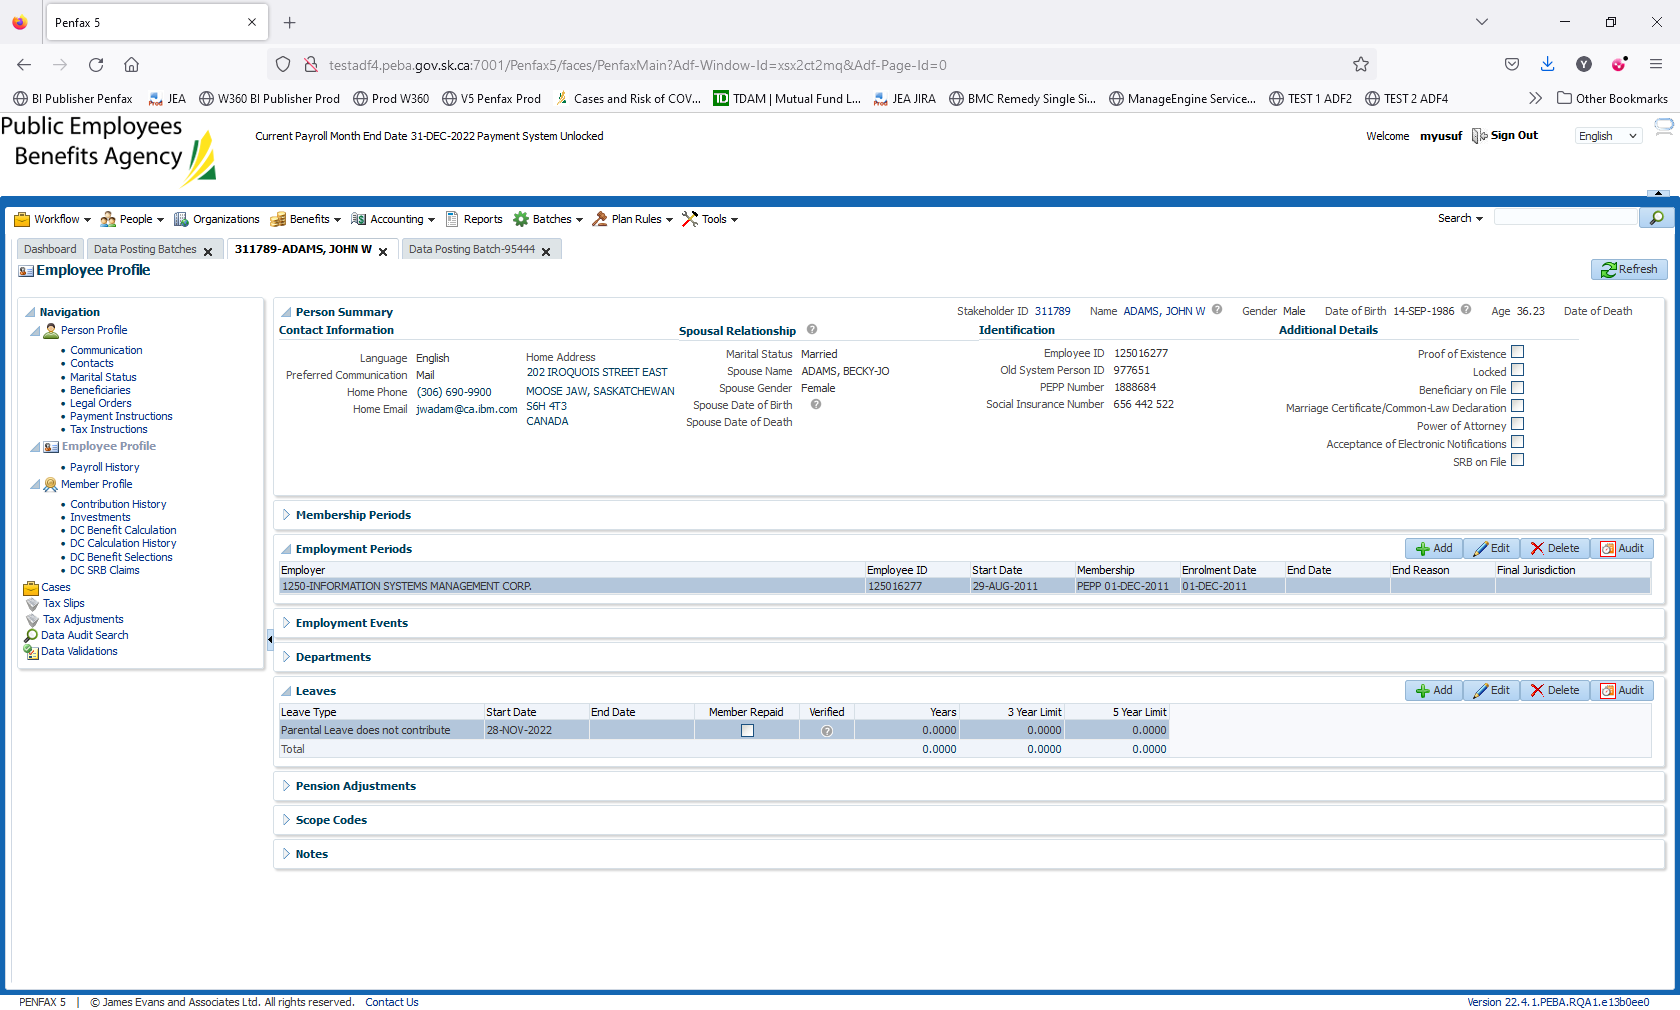 Penfax 5
testadf4.peba.gov.sk.ca:7001/Penfax5/faces/PenfaxMain?Adf-Window-Id=xsx2ct2mq&Adf-Page-Id=0
BI Publisher Penfax JEA W360 BI Publisher Prod Prod W360 V5 Penfax Prod Cases and Risk of COV... TD TDAM | Mutual Fund L... JEA JIRA BMC Remedy Single Si... ManageEngine Service... TEST 1 ADF2 TEST 2 ADF4 Other Bookmarks
Public Employees
Benefits Agency
Current Payroll Month End Date 31-DEC-2022 Payment System Unlocked
Welcome myusuf Sign Out English
Workflow People Organizations Benefits Accounting Reports Batches Plan Rules Tools Search
Dashboard Data Posting Batches 311789-ADAMS, JOHN W Data Posting Batch-95444
Employee Profile Refresh
Navigation
Person Profile
Communication
Contacts
Marital Status
Beneficiaries
Legal Orders
Payment Instructions
Tax Instructions
Employee Profile
Payroll History
Member Profile
Contribution History
Investments
DC Benefit Calculation
DC Calculation History
DC Benefit Selections
DC SRB Claims
Cases
Tax Slips
Tax Adjustments
Data Audit Search
Data Validations
Person Summary Stakeholder ID 311789 Name ADAMS, JOHN W Gender Male Date of Birth 14-SEP-1986 Age 36.23 Date of Death
Contact Information
Language English
Preferred Communication Mail
Home Phone (306) 690-9900
Home Email jwadam@ca.ibm.com
Home Address
202 IROQUOIS STREET EAST
MOOSE JAW, SASKATCHEWAN
S6H 4T3
CANADA
Spousal Relationship
Marital Status Married
Spouse Name ADAMS, BECKY-JO
Spouse Gender Female
Spouse Date of Birth
Spouse Date of Death
Identification
Employee ID 125016277
Old System Person ID 977651
PEPP Number 1888684
Social Insurance Number 656 442 522
Additional Details
Proof of Existence
Locked
Beneficiary on File
Marriage Certificate/Common-Law Declaration
Power of Attorney
Acceptance of Electronic Notifications
SRB on File
Membership Periods
Employment Periods Add Edit Delete Audit
Employer Employee ID Start Date Membership Enrolment Date End Date End Reason Final Jurisdiction
1250-INFORMATION SYSTEMS MANAGEMENT CORP. 125016277 29-AUG-2011 PEPP 01-DEC-2011 01-DEC-2011
Employment Events
Departments
Leaves Add Edit Delete Audit
Leave Type Start Date End Date Member Repaid Verified Years 3 Year Limit 5 Year Limit
Parental Leave does not contribute 28-NOV-2022 0.0000 0.0000 0.0000
Total 0.0000 0.0000 0.0000
Pension Adjustments
Scope Codes
Notes
PENFAX 5 | © James Evans and Associates Ltd. All rights reserved. Contact Us Version 22.4.1.PEBA.RQA1.e13b0ee0